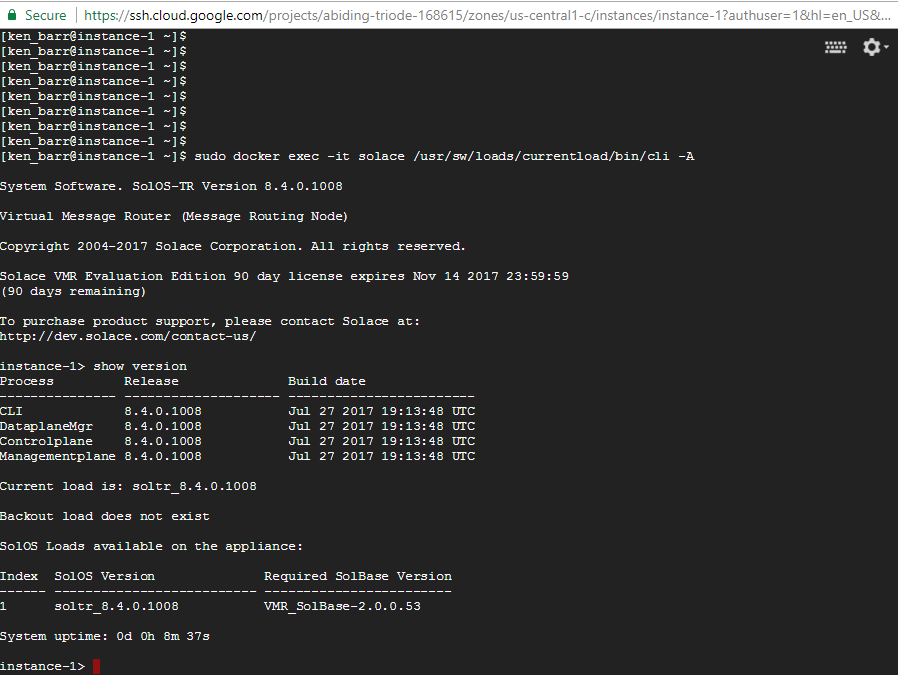 Secure https://ssh.cloud.google.com/projects/abiding-triode-168615/zones/us-central1-c/instances/instance-1?authuser=1&hl=en_US&...
[ken_barr@instance-1 ~]$
[ken_barr@instance-1 ~]$
[ken_barr@instance-1 ~]$
[ken_barr@instance-1 ~]$
[ken_barr@instance-1 ~]$
[ken_barr@instance-1 ~]$
[ken_barr@instance-1 ~]$
[ken_barr@instance-1 ~]$
[ken_barr@instance-1 ~]$ sudo docker exec -it solace /usr/sw/loads/currentload/bin/cli -A
System Software. SolOS-TR Version 8.4.0.1008
Virtual Message Router (Message Routing Node)
Copyright 2004-2017 Solace Corporation. All rights reserved.
Solace VMR Evaluation Edition 90 day license expires Nov 14 2017 23:59:59
(90 days remaining)
To purchase product support, please contact Solace at:
http://dev.solace.com/contact-us/
instance-1> show version
Process Release Build date
--------------- -------------------- ------------------------
CLI 8.4.0.1008 Jul 27 2017 19:13:48 UTC
DataplaneMgr 8.4.0.1008 Jul 27 2017 19:13:48 UTC
Controlplane 8.4.0.1008 Jul 27 2017 19:13:48 UTC
Managementplane 8.4.0.1008 Jul 27 2017 19:13:48 UTC
Current load is: soltr_8.4.0.1008
Backout load does not exist
SolOS Loads available on the appliance:
Index SolOS Version Required SolBase Version
------ -------------------------- ------------------------
1 soltr_8.4.0.1008 VMR_SolBase-2.0.0.53
System uptime: 0d 0h 8m 37s
instance-1>